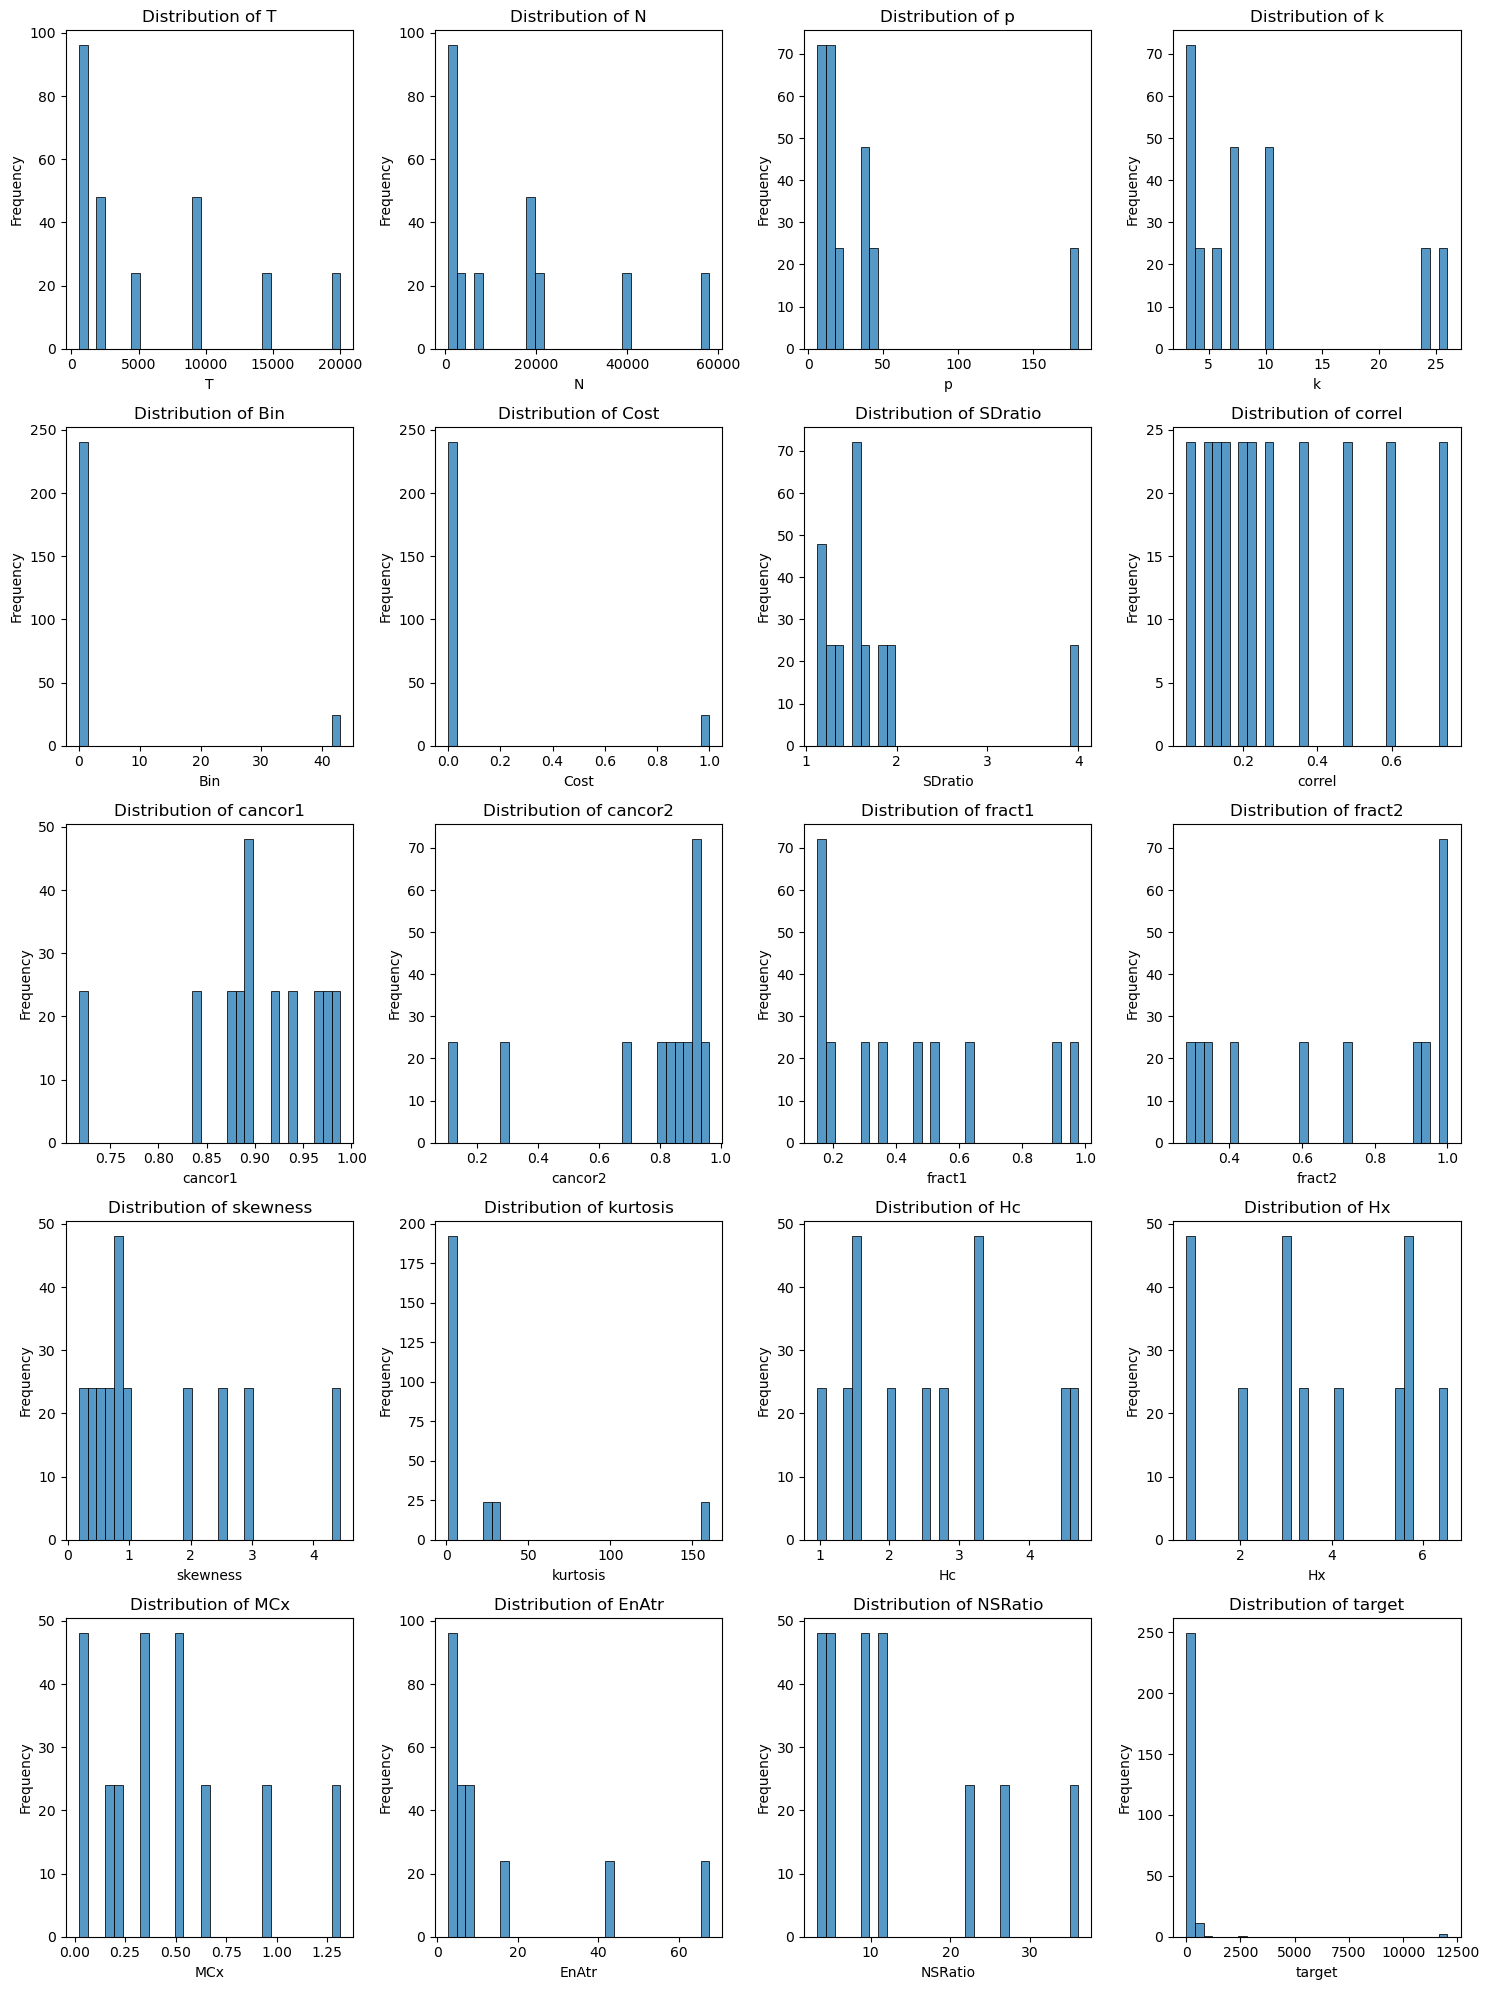 Distribution of T
Distribution of N
Distribution of p
Distribution of k
100
80
60
40
20
0
Frequency
0 5000 10000 15000 20000
T
100
80
60
40
20
0
Frequency
0 20000 40000 60000
N
70
60
50
40
30
20
10
0
Frequency
0 50 100 150
p
70
60
50
40
30
20
10
0
Frequency
5 10 15 20 25
k
Distribution of Bin
Distribution of Cost
Distribution of SDratio
Distribution of correl
250
200
150
100
50
0
Frequency
0 10 20 30 40
Bin
250
200
150
100
50
0
Frequency
0.0 0.2 0.4 0.6 0.8 1.0
Cost
70
60
50
40
30
20
10
0
Frequency
1 2 3 4
SDratio
25
20
15
10
5
0
Frequency
0.2 0.4 0.6
correl
Distribution of cancor1
Distribution of cancor2
Distribution of fract1
Distribution of fract2
50
40
30
20
10
0
Frequency
0.75 0.80 0.85 0.90 0.95 1.00
cancor1
70
60
50
40
30
20
10
0
Frequency
0.2 0.4 0.6 0.8 1.0
cancor2
70
60
50
40
30
20
10
0
Frequency
0.2 0.4 0.6 0.8 1.0
fract1
70
60
50
40
30
20
10
0
Frequency
0.4 0.6 0.8 1.0
fract2
Distribution of skewness
Distribution of kurtosis
Distribution of Hc
Distribution of Hx
50
40
30
20
10
0
Frequency
0 1 2 3 4
skewness
200
175
150
125
100
75
50
25
0
Frequency
0 50 100 150
kurtosis
50
40
30
20
10
0
Frequency
1 2 3 4
Hc
50
40
30
20
10
0
Frequency
2 4 6
Hx
Distribution of MCx
Distribution of EnAtr
Distribution of NSRatio
Distribution of target
50
40
30
20
10
0
Frequency
0.00 0.25 0.50 0.75 1.00 1.25
MCx
100
80
60
40
20
0
Frequency
0 20 40 60
EnAtr
50
40
30
20
10
0
Frequency
10 20 30
NSRatio
250
200
150
100
50
0
Frequency
0 2500 5000 7500 10000 12500
target